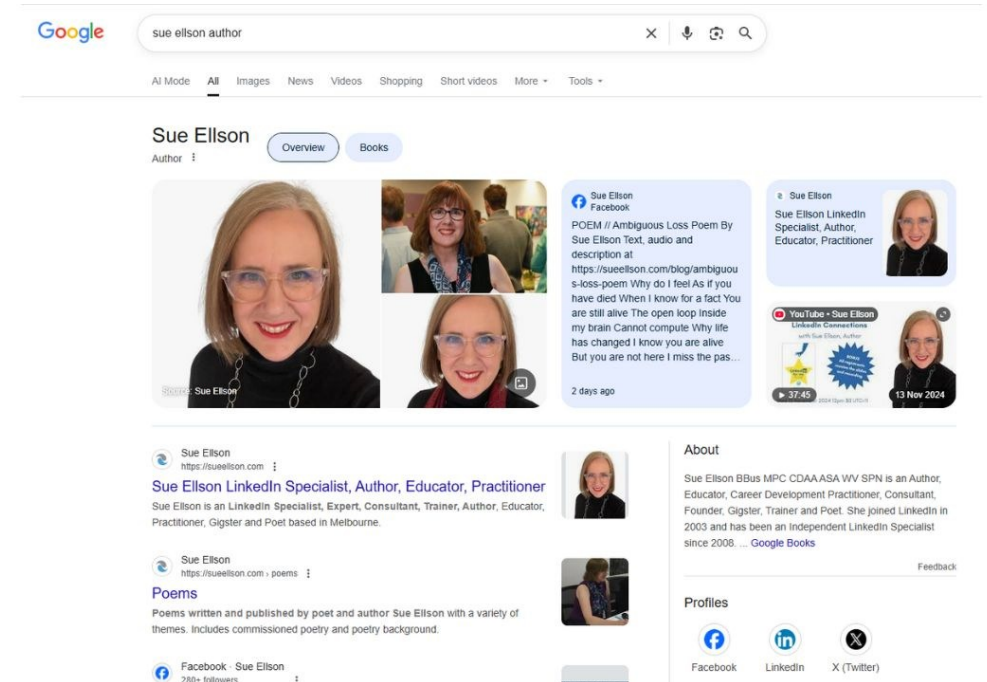 Google
sue ellson author
AI Mode All Images News Videos Shopping Short videos More Tools
Sue Ellson
Author
Overview
Books
Source: Sue Ellson
Sue Ellson
Facebook
POEM // Ambiguous Loss Poem By
Sue Ellson Text, audio and
description at
https://sueellson.com/blog/ambiguou
s-loss-poem Why do I feel As if you
have died When I know for a fact You
are still alive The open loop Inside
my brain Cannot compute Why life
has changed I know you are alive
But you are not here I miss the pas...
2 days ago
Sue Ellson
Sue Ellson LinkedIn
Specialist, Author,
Educator, Practitioner
YouTube • Sue Ellson
LinkedIn Connections
with Sue Ellson, Author
37:45
13 Nov 2024
Sue Ellson
https://sueellson.com
Sue Ellson LinkedIn Specialist, Author, Educator, Practitioner
Sue Ellson is an LinkedIn Specialist, Expert, Consultant, Trainer, Author, Educator,
Practitioner, Gigster and Poet based in Melbourne.
Sue Ellson
https://sueellson.com › poems
Poems
Poems written and published by poet and author Sue Ellson with a variety of
themes. Includes commissioned poetry and poetry background.
Facebook · Sue Ellson
280+ followers
About
Sue Ellson BBus MPC CDAA ASA WV SPN is an Author,
Educator, Career Development Practitioner, Consultant,
Founder, Gigster, Trainer and Poet. She joined LinkedIn in
2003 and has been an Independent LinkedIn Specialist
since 2008. ... Google Books
Feedback
Profiles
Facebook
LinkedIn
X (Twitter)